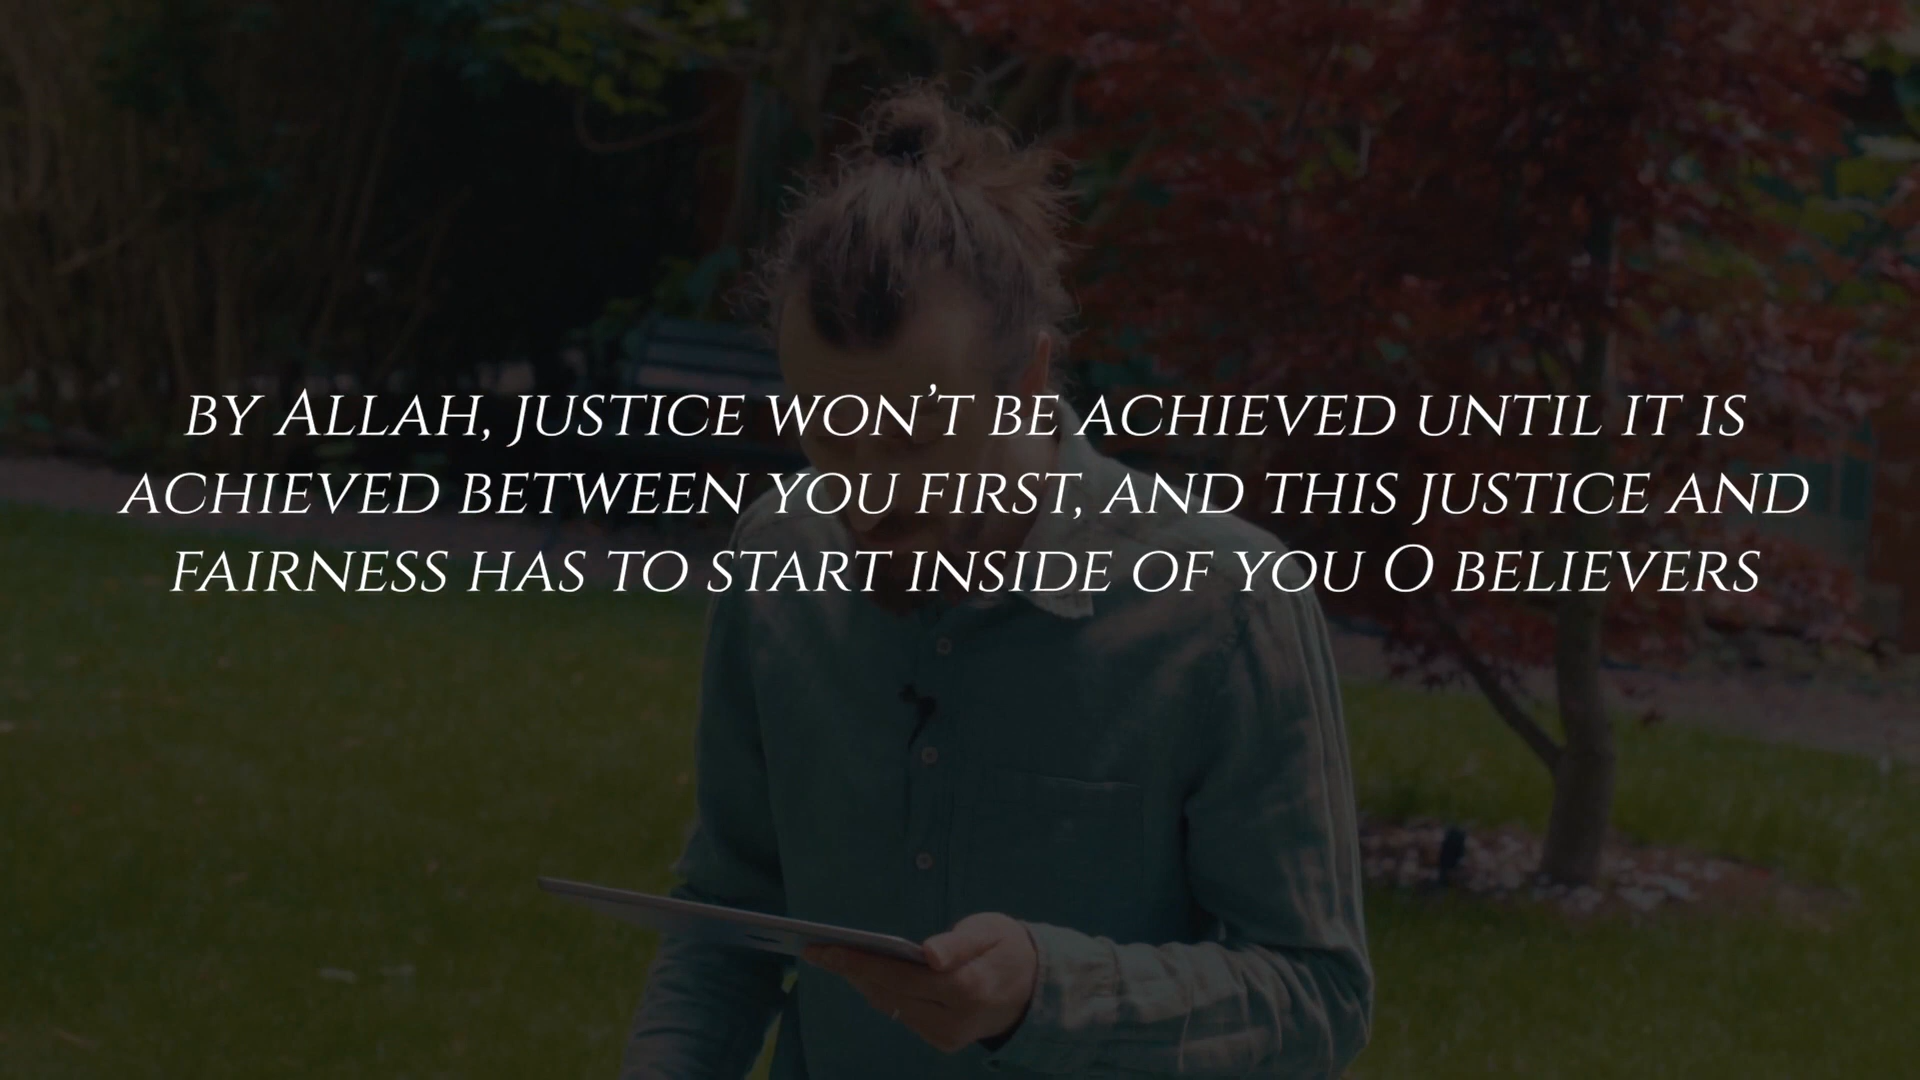 by Allah, justice won’t be achieved until it is
achieved between you first, and this justice and
fairness has to start inside of you O believers